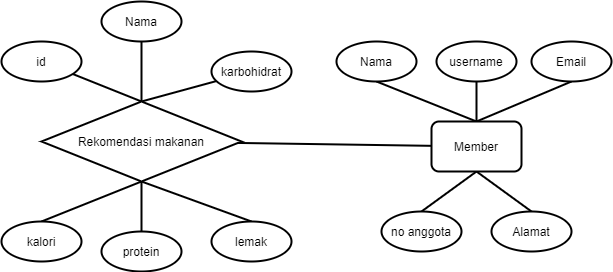 Nama
id
karbohidrat
Rekomendasi makanan
kalori
protein
lemak
Nama
username
Email
Member
no anggota
Alamat